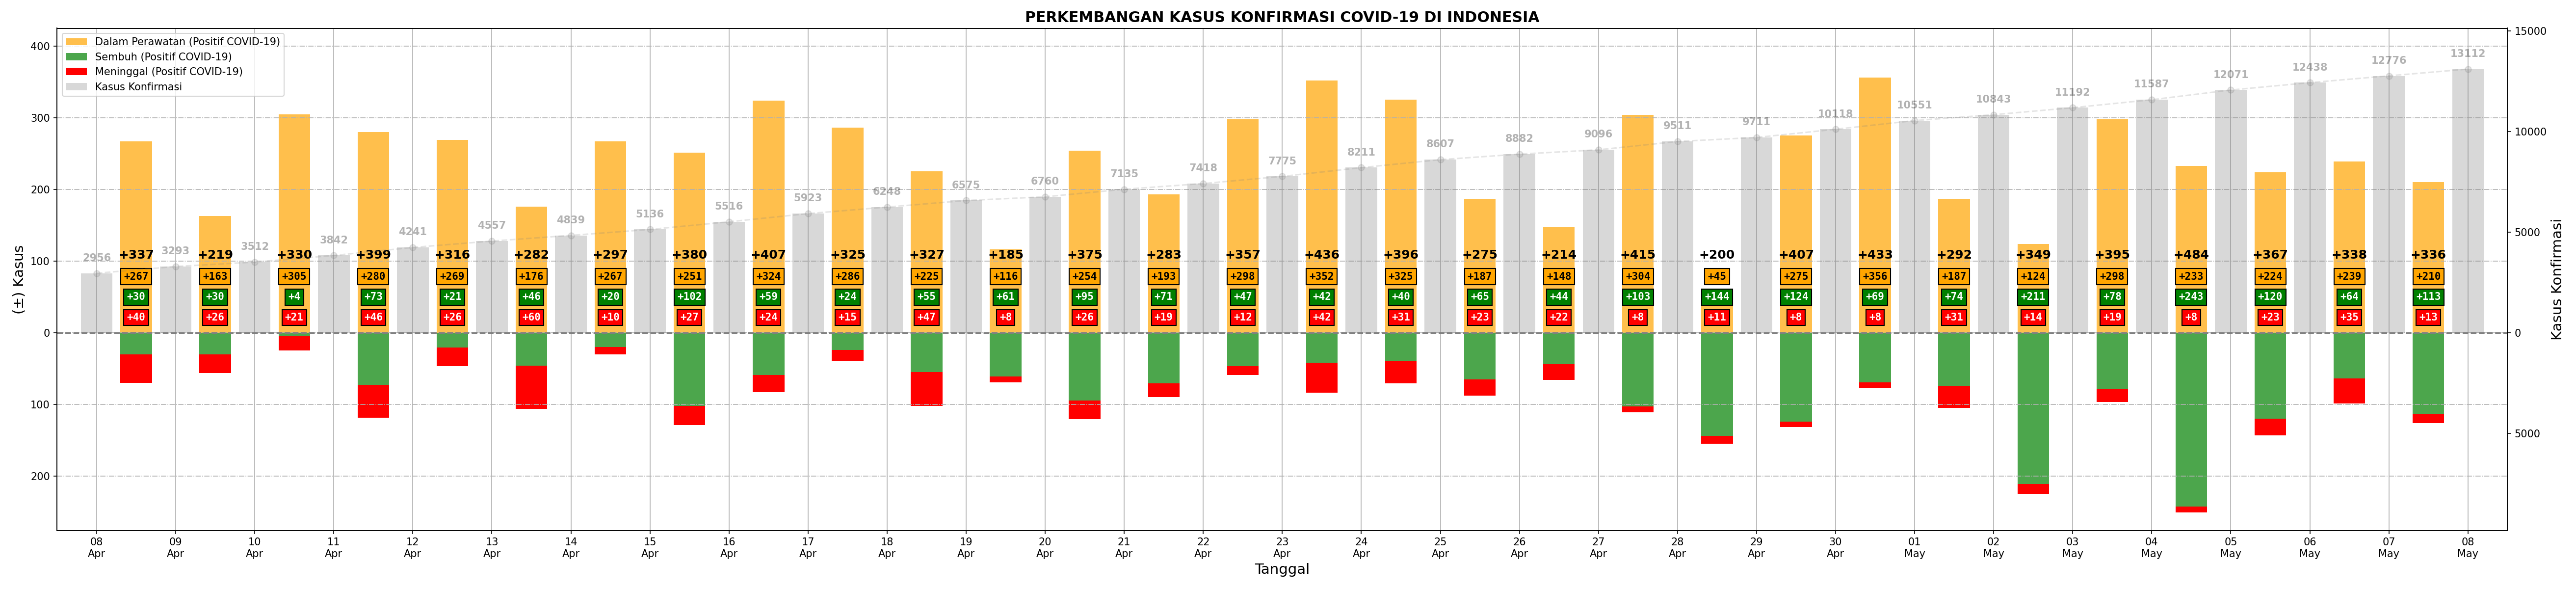 PERKEMBANGAN KASUS KONFIRMASI COVID-19 DI INDONESIA
Dalam Perawatan (Positif COVID-19)
Sembuh (Positif COVID-19)
Meninggal (Positif COVID-19)
Kasus Konfirmasi
(±) Kasus
400
300
200
100
0
100
200
15000
10000
5000
0
5000
Kasus Konfirmasi
2956 3293 3512 3842 4241 4557 4839 5136 5516 5923 6248 6575 6760 7135 7418 7775 8211 8607 8882 9096 9511 9711 10118 10551 10843 11192 11587 12071 12438 12776 13112
+337 +219 +330 +399 +316 +282 +297 +380 +407 +325 +327 +185 +375 +283 +357 +436 +396 +275 +214 +415 +200 +407 +433 +292 +349 +395 +484 +367 +338 +336
+267 +163 +305 +280 +269 +176 +267 +251 +324 +286 +225 +116 +254 +193 +298 +352 +325 +187 +148 +304 +45 +275 +356 +187 +124 +298 +233 +224 +239 +210
+30 +30 +4 +73 +21 +46 +20 +102 +59 +24 +55 +61 +95 +71 +47 +42 +40 +65 +44 +103 +144 +124 +69 +74 +211 +78 +243 +120 +64 +113
+40 +26 +21 +46 +26 +60 +10 +27 +24 +15 +47 +8 +26 +19 +12 +42 +31 +23 +22 +8 +11 +8 +8 +31 +14 +19 +8 +23 +35 +13
08 09 10 11 12 13 14 15 16 17 18 19 20 21 22 23 24 25 26 27 28 29 30 01 02 03 04 05 06 07 08
Apr Apr Apr Apr Apr Apr Apr Apr Apr Apr Apr Apr Apr Apr Apr Apr Apr Apr Apr Apr Apr Apr Apr May May May May May May May May
Tanggal